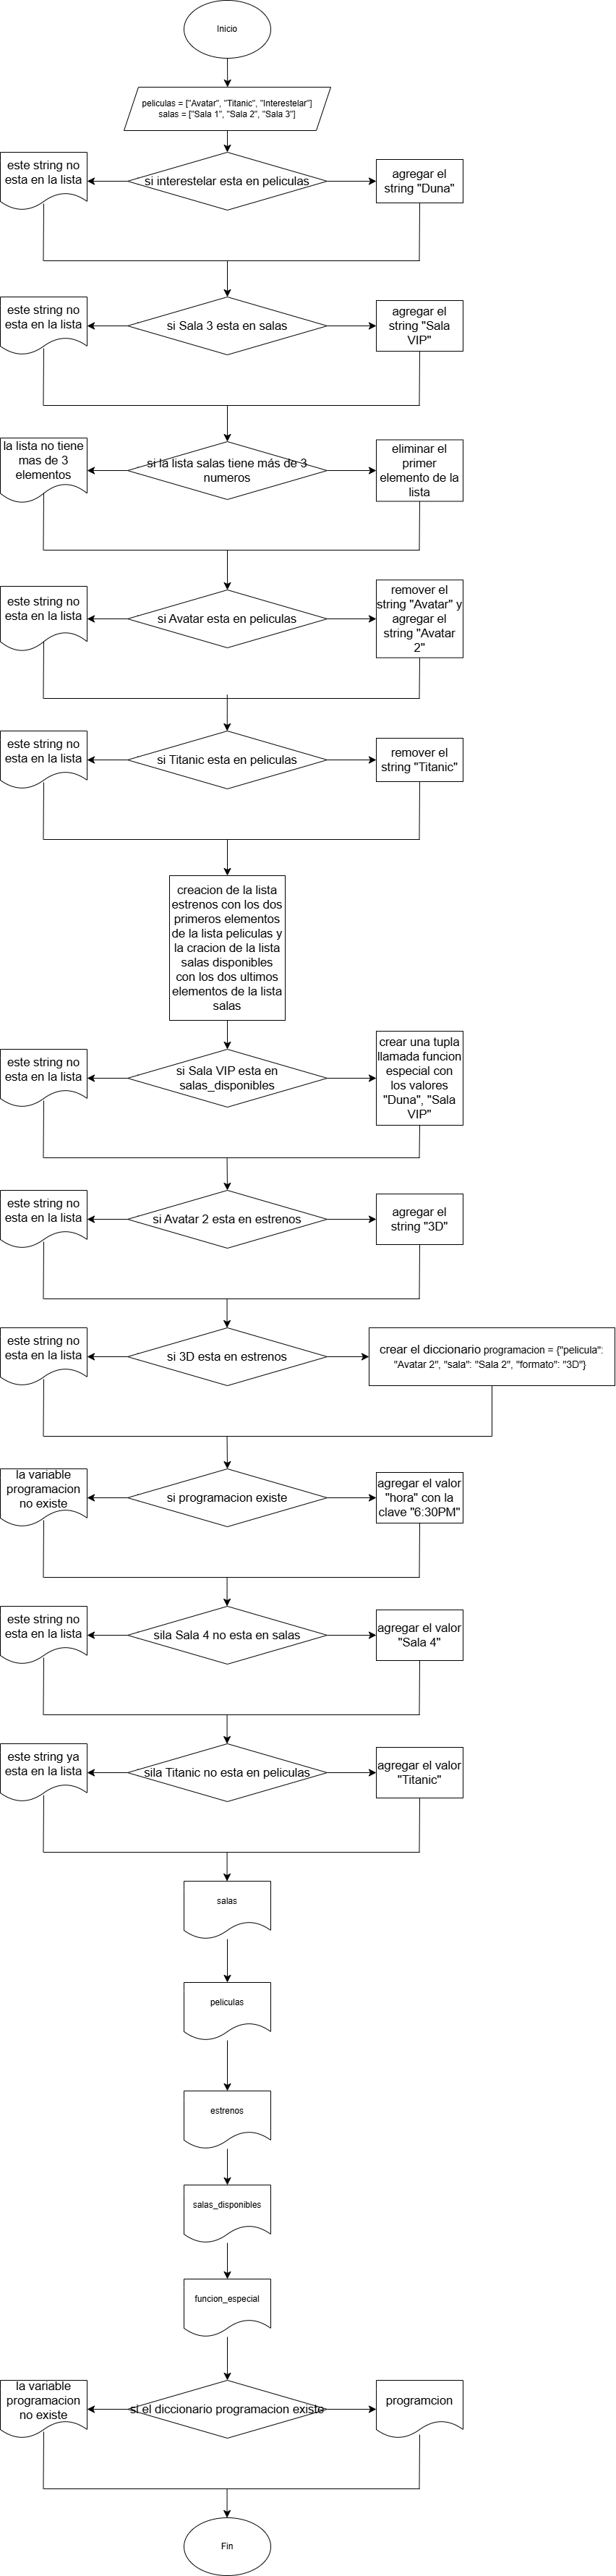 Inicio
peliculas = ["Avatar", "Titanic", "Interestelar"]
salas = ["Sala 1", "Sala 2", "Sala 3"]
este string no
esta en la lista
si interestelar esta en peliculas
agregar el
string "Duna"
este string no
esta en la lista
si Sala 3 esta en salas
agregar el
string "Sala
VIP"
la lista no tiene
mas de 3
elementos
si la lista salas tiene más de 3
numeros
eliminar el
primer
elemento de la
lista
este string no
esta en la lista
si Avatar esta en peliculas
remover el
string "Avatar" y
agregar el
string "Avatar
2"
este string no
esta en la lista
si Titanic esta en peliculas
remover el
string "Titanic"
creacion de la lista
estrenos con los dos
primeros elementos
de la lista peliculas y
la cracion de la lista
salas disponibles
con los dos ultimos
elementos de la lista
salas
este string no
esta en la lista
si Sala VIP esta en
salas_disponibles
crear una tupla
llamada funcion
especial con
los valores
"Duna", "Sala
VIP"
este string no
esta en la lista
si Avatar 2 esta en estrenos
agregar el
string "3D"
este string no
esta en la lista
si 3D esta en estrenos
crear el diccionario programacion = {"pelicula":
"Avatar 2", "sala": "Sala 2", "formato": "3D"}
la variable
programacion
no existe
si programacion existe
agregar el valor
"hora" con la
clave "6:30PM"
este string no
esta en la lista
sila Sala 4 no esta en salas
agregar el valor
"Sala 4"
este string ya
esta en la lista
sila Titanic no esta en peliculas
agregar el valor
"Titanic"
salas
peliculas
estrenos
salas_disponibles
funcion_especial
la variable
programacion
no existe
si el diccionario programacion existe
programcion
Fin